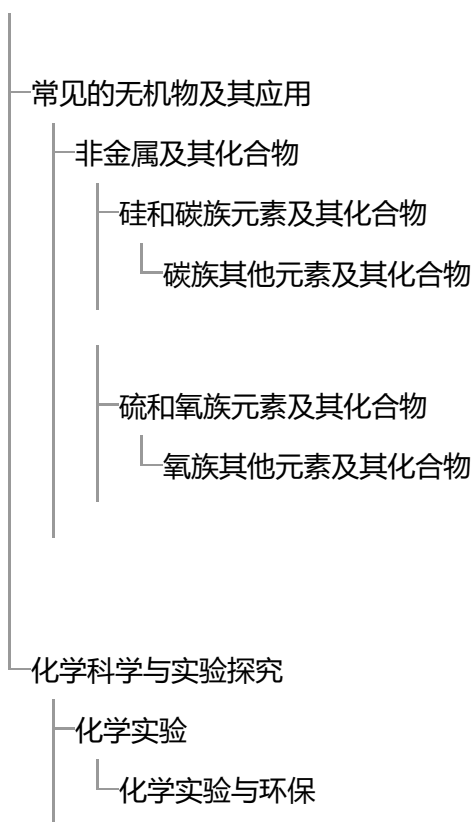 常见的无机物及其应用
非金属及其化合物
硅和碳族元素及其化合物
碳族其他元素及其化合物
硫和氧族元素及其化合物
氧族其他元素及其化合物
化学科学与实验探究
化学实验
化学实验与环保